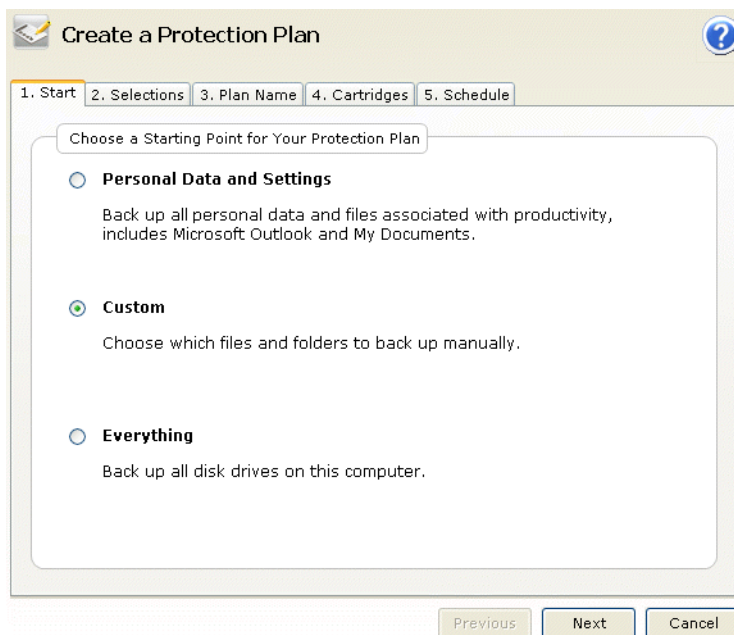 Create a Protection Plan
?
1. Start
2. Selections
3. Plan Name
4. Cartridges
5. Schedule
Choose a Starting Point for Your Protection Plan
Personal Data and Settings
Back up all personal data and files associated with productivity,
includes Microsoft Outlook and My Documents.
Custom
Choose which files and folders to back up manually.
Everything
Back up all disk drives on this computer.
Previous
Next
Cancel